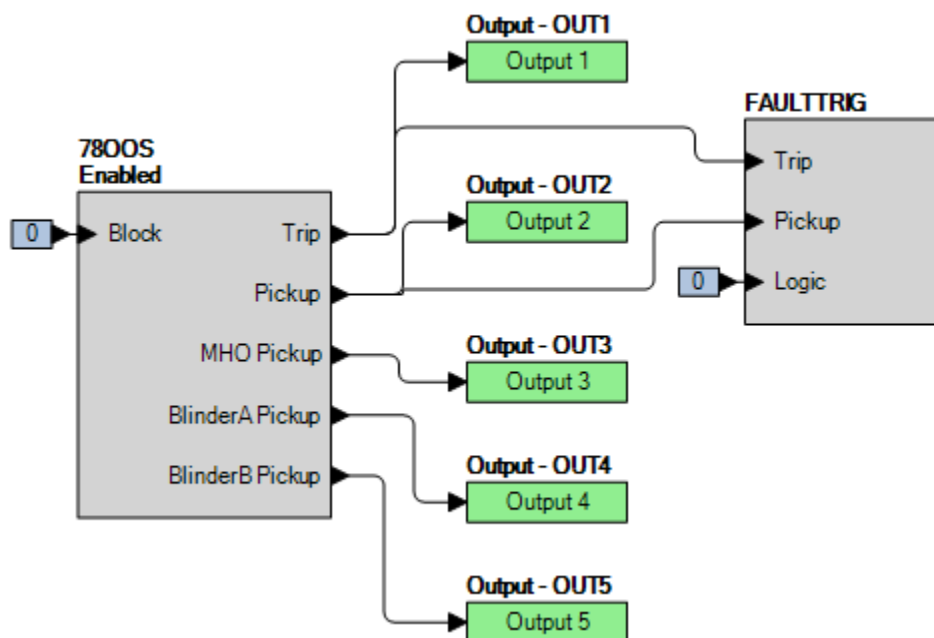 Output - OUT1
Output 1
FAULTTRIG
Trip
Pickup
0
Logic
78OOS
Enabled
0
Block
Trip
Pickup
MHO Pickup
BlinderA Pickup
BlinderB Pickup
Output - OUT2
Output 2
Output - OUT3
Output 3
Output - OUT4
Output 4
Output - OUT5
Output 5